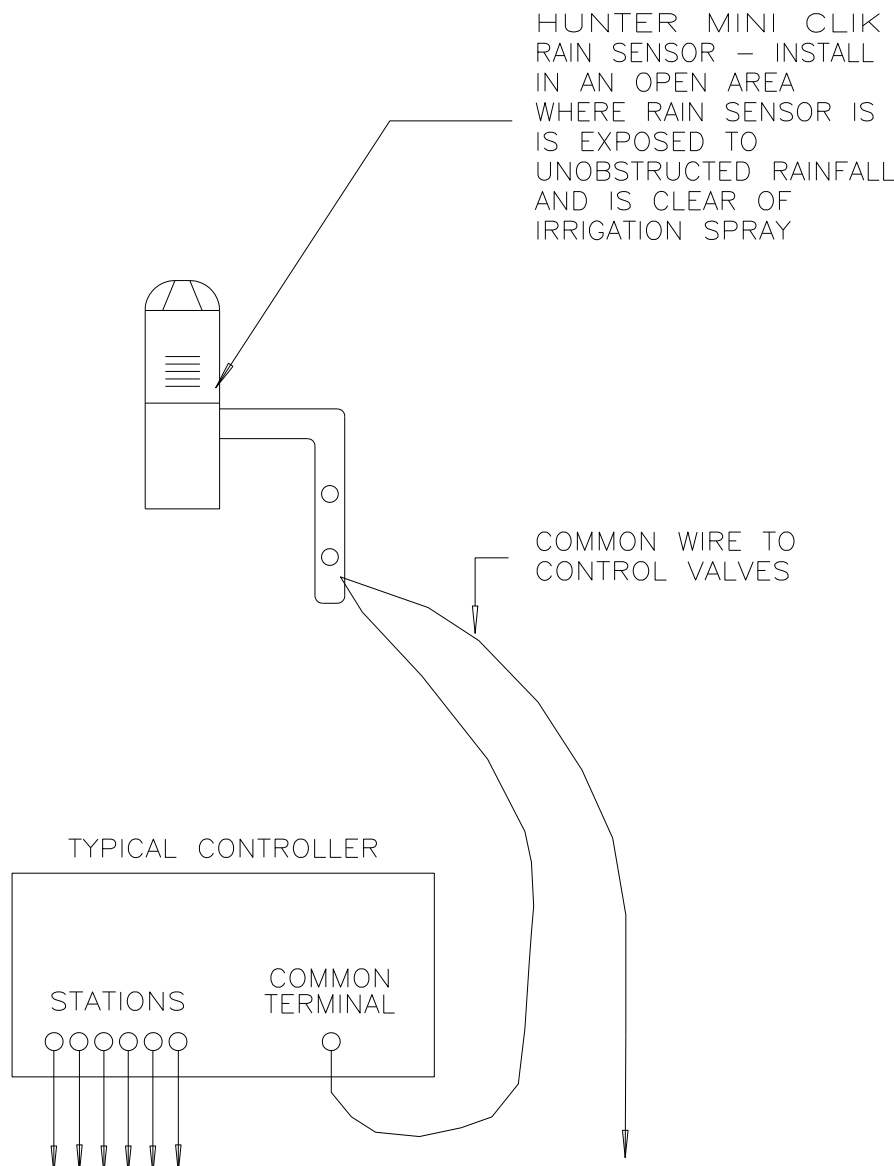 HUNTER MINI CLIK
RAIN SENSOR – INSTALL
IN AN OPEN AREA
WHERE RAIN SENSOR IS
IS EXPOSED TO
UNOBSTRUCTED RAINFALL
AND IS CLEAR OF
IRRIGATION SPRAY
COMMON WIRE TO
CONTROL VALVES
TYPICAL CONTROLLER
STATIONS
COMMON
TERMINAL